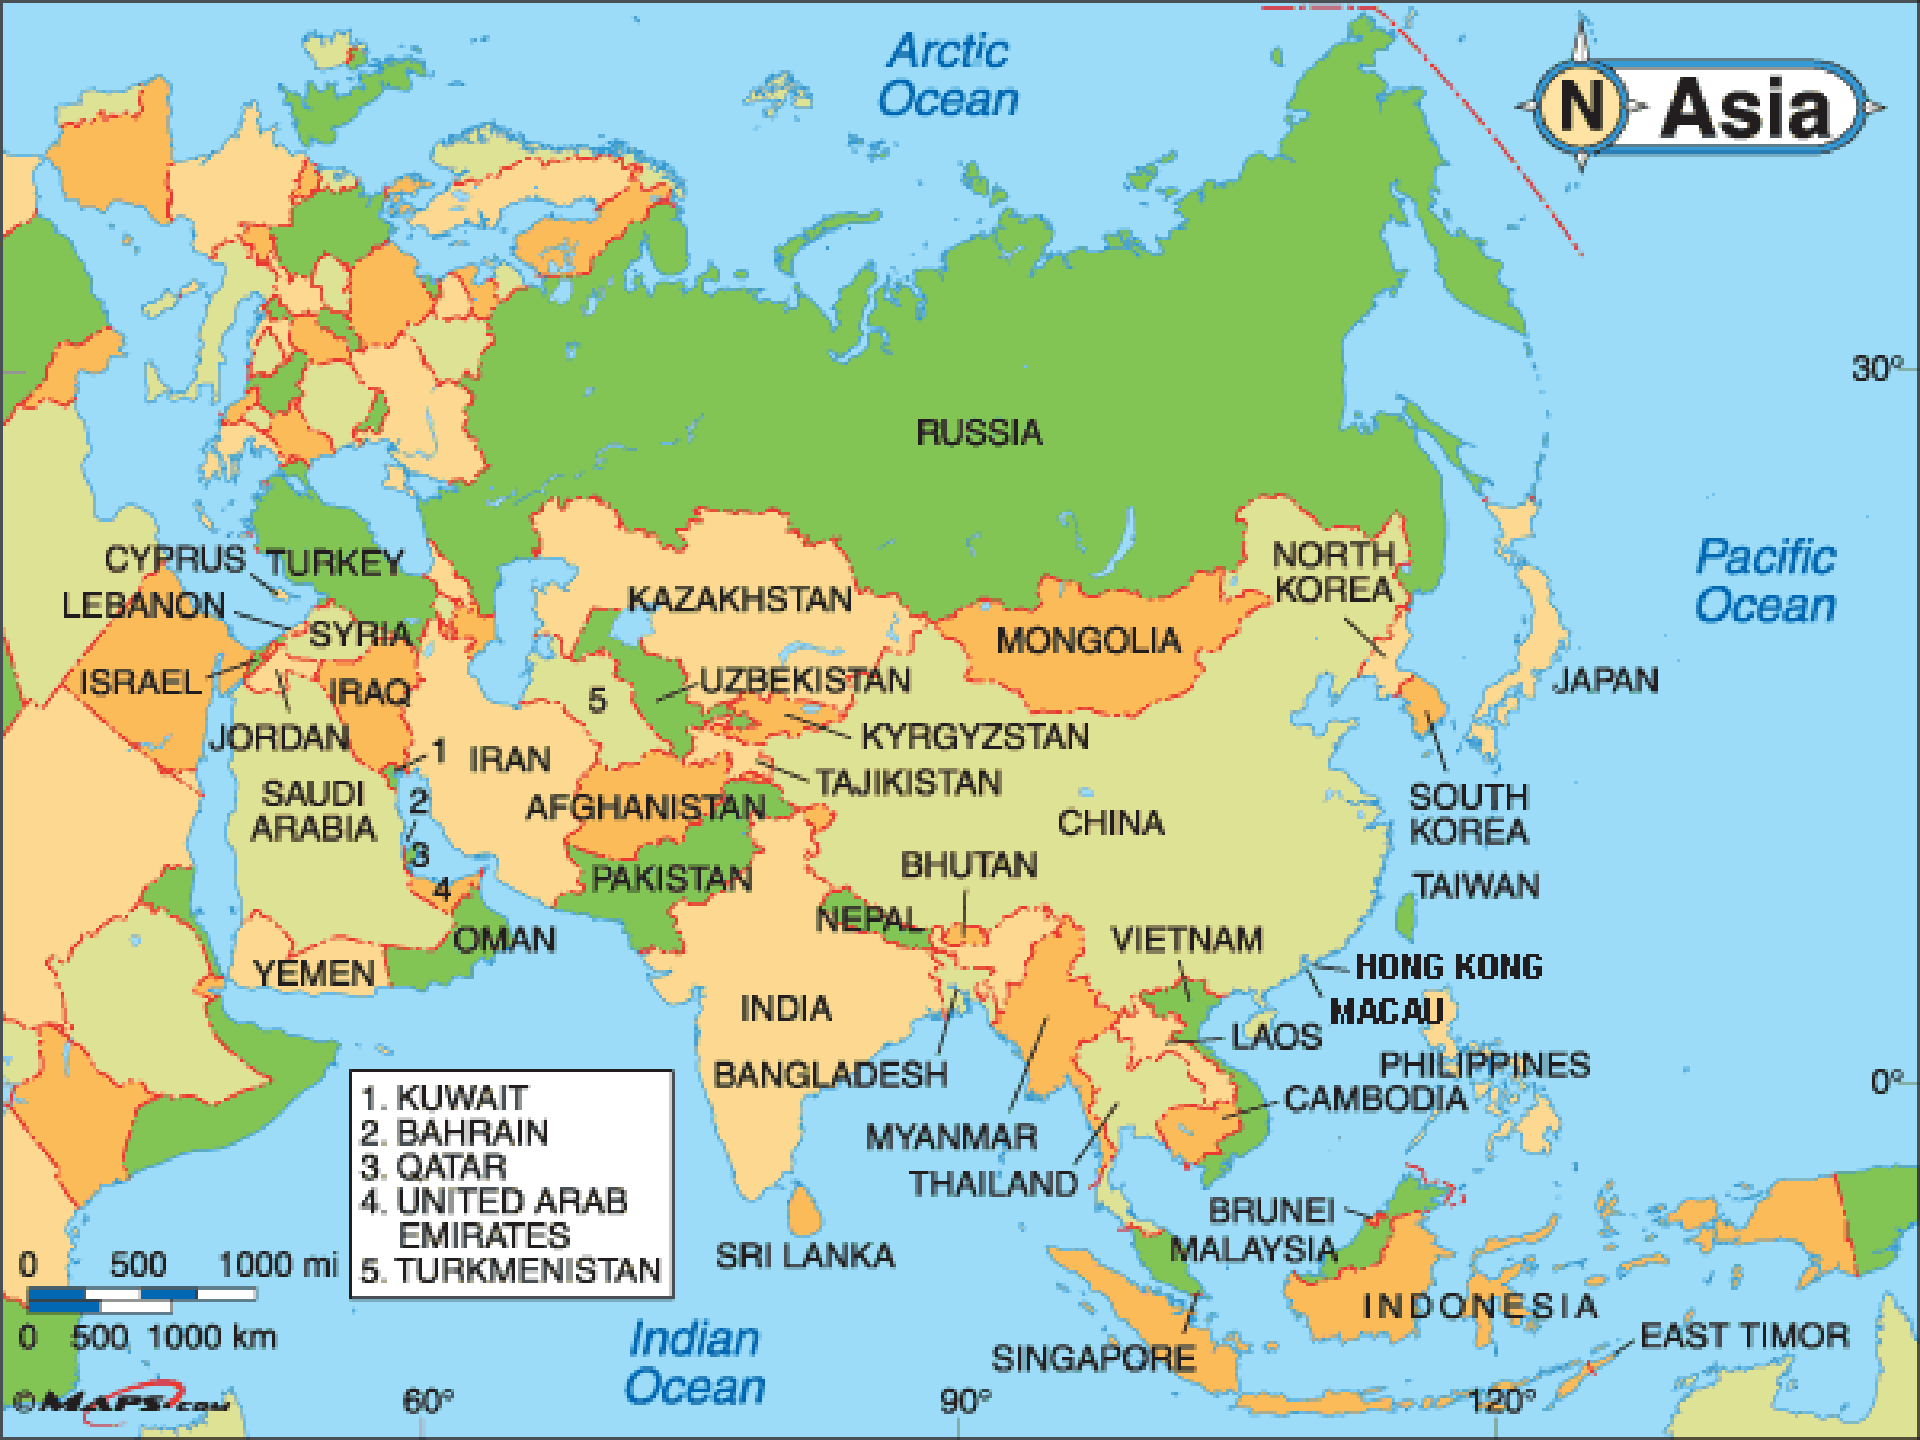 Arctic
Ocean
N Asia
30°
RUSSIA
Pacific
Ocean
NORTH
KOREA
CYPRUS
TURKEY
LEBANON
KAZAKHSTAN
SYRIA
MONGOLIA
ISRAEL
IRAQ
UZBEKISTAN
5
JAPAN
JORDAN
KYRGYZSTAN
1
IRAN
TAJIKISTAN
SAUDI
ARABIA
2
AFGHANISTAN
CHINA
SOUTH
KOREA
3
BHUTAN
PAKISTAN
4
TAIWAN
NEPAL
OMAN
VIETNAM
YEMEN
HONG KONG
INDIA
MACAU
LAOS
BANGLADESH
PHILIPPINES
0°
CAMBODIA
MYANMAR
THAILAND
BRUNEI
MALAYSIA
SRI LANKA
INDONESIA
EAST TIMOR
SINGAPORE
1. KUWAIT
2. BAHRAIN
3. QATAR
4. UNITED ARAB
EMIRATES
5. TURKMENISTAN
0 500 1000 mi
0 500 1000 km
Indian
Ocean
©MAPS.COM
60°
90°
120°